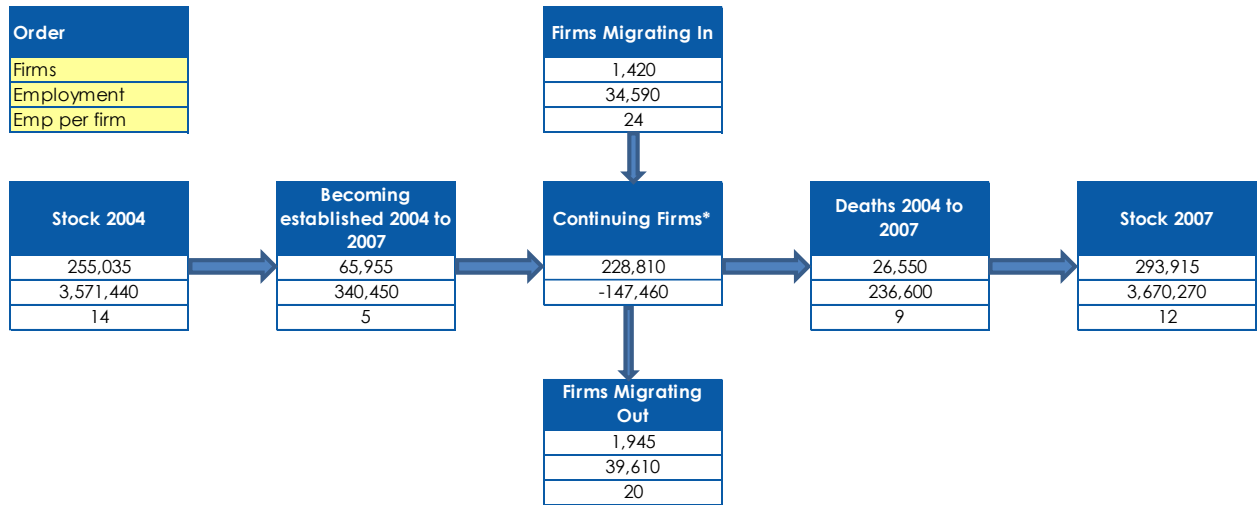 Order
Firms
Employment
Emp per firm
Firms Migrating In
1,420
34,590
24
Stock 2004
255,035
3,571,440
14
Becoming
established 2004 to
2007
65,955
340,450
5
Continuing Firms*
228,810
-147,460
Deaths 2004 to
2007
26,550
236,600
9
Stock 2007
293,915
3,670,270
12
Firms Migrating
Out
1,945
39,610
20